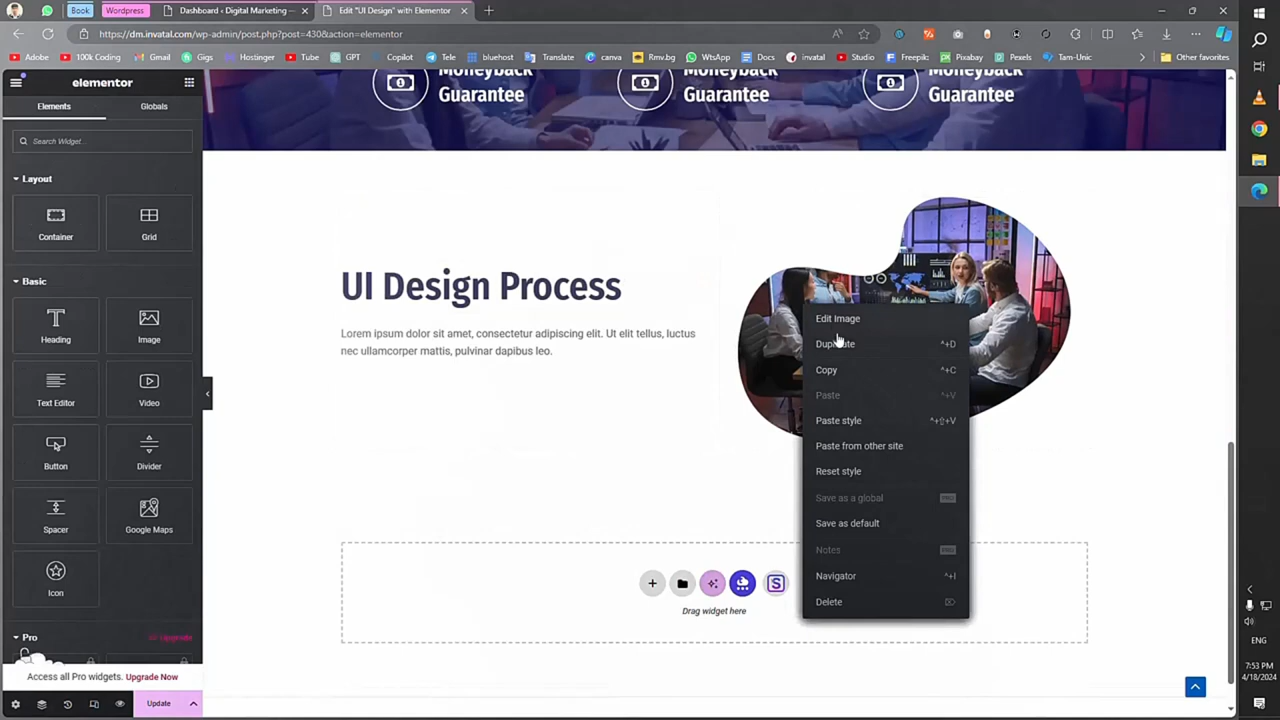 Book
Wordpress
Dashboard ‹ Digital Marketing —
Edit "UI Design" with Elementor
https://dm.invatal.com/wp-admin/post.php?post=430&action=elementor
Adobe
100k Coding
Gigs
Hostinger
Tube
GPT
Copilot
Tele
bluehost
Translate
canva
Rmv.bg
WhatsApp
Docs
invatal
Studio
Freepik
Pixabay
Pexels
Tam-Unic
Other favorites
elementor
Elements
Globals
Search Widget...
Layout
Container
Grid
Basic
Heading
Image
Text Editor
Video
Button
Divider
Spacer
Google Maps
Icon
Pro
Upgrade
Access all Pro widgets. Upgrade Now
Update
Moneyback
Guarantee
Moneyback
Guarantee
Moneyback
Guarantee
UI Design Process
Lorem ipsum dolor sit amet, consectetur adipiscing elit. Ut elit tellus, luctus
nec ullamcorper mattis, pulvinar dapibus leo.
Edit Image
Duplicate ^+D
Copy ^+C
Paste ^+V
Paste style ^+⇧+V
Paste from other site
Reset style
Save as a global PRO
Save as default
Notes PRO
Navigator ^+I
Delete
Drag widget here
ENG
7:53 PM
4/18/2024